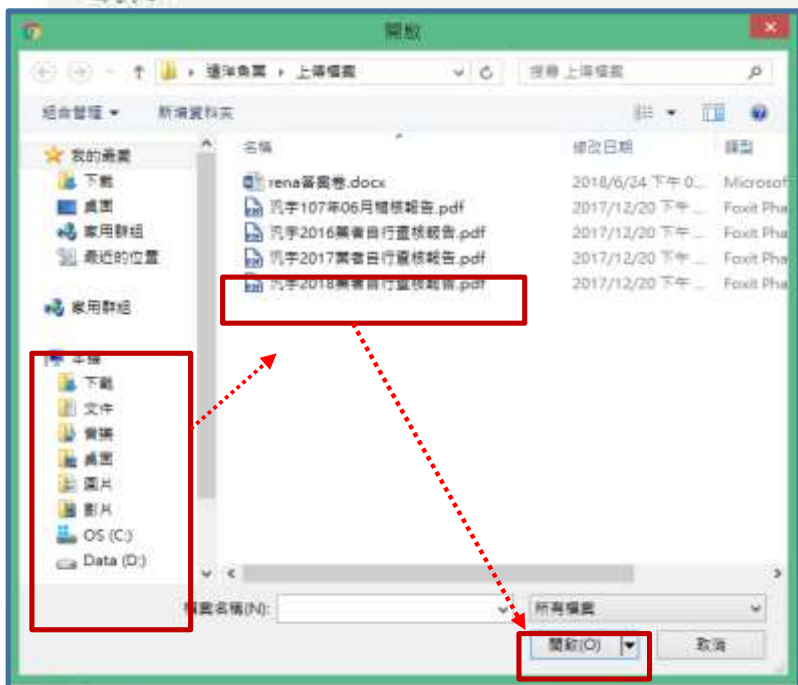 開啟
遠洋魚業 › 上傳檔案
搜尋 上傳檔案
組合管理
新增資料夾
名稱
修改日期
類型
我的最愛
下載
桌面
家用群組
最近的位置
rena答案卷.docx
2018/6/24 下午 0...
Microsof
汎宇107年06月稽核報告.pdf
2017/12/20 下午 ...
Foxit Pha
汎宇2016業者自行查核報告.pdf
2017/12/20 下午 ...
Foxit Pha
汎宇2017業者自行查核報告.pdf
2017/12/20 下午 ...
Foxit Pha
汎宇2018業者自行查核報告.pdf
2017/12/20 下午 ...
Foxit Pha
家用群組
本機
下載
文件
音樂
桌面
圖片
影片
OS (C:)
Data (D:)
檔案名稱(N):
所有檔案
開啟(O)
取消